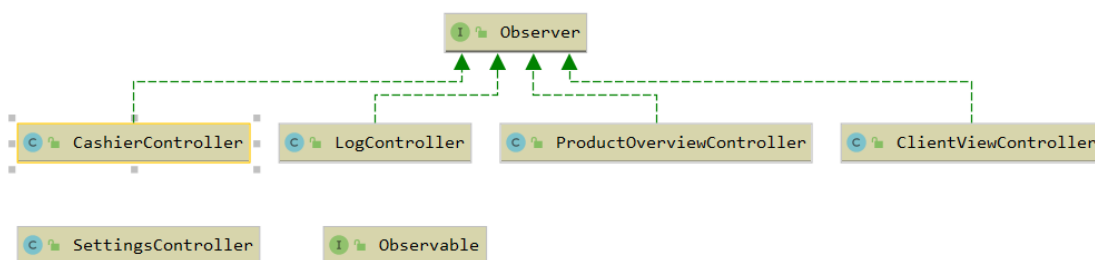 I Observer
C CashierController
C LogController
C ProductOverviewController
C ClientViewController
C SettingsController
I Observable